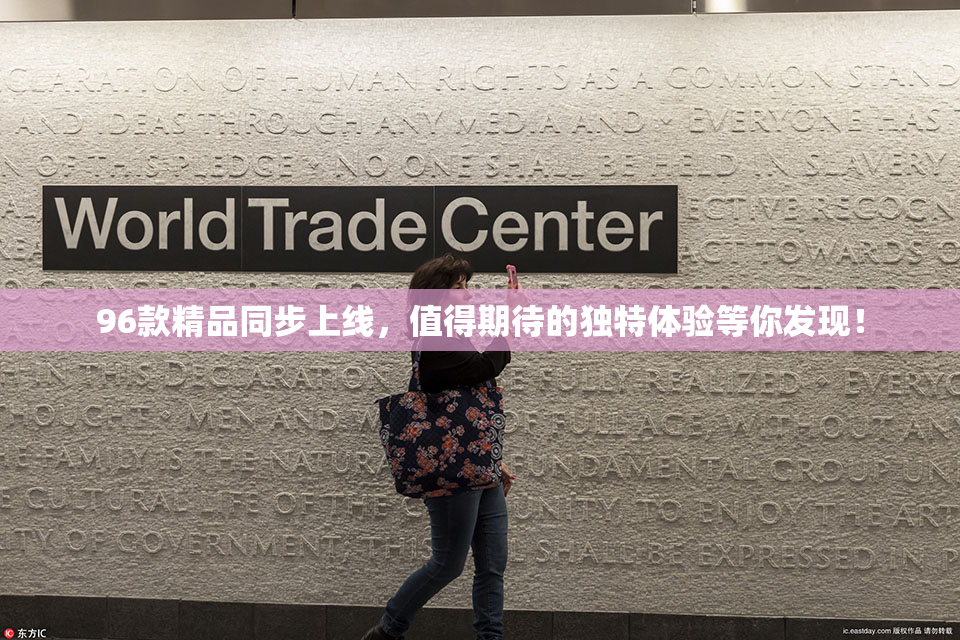 CLARATION OF HUMAN RIGHTS AS A COMMON STAND
AND IDEAS THROUGH ANY MEDIA AND EVERYONE HAS T
OF THIS PLEDGE NO ONE SHALL BE HELD IN SLAVERY
World Trade Center
ECTIVE RECOGN
ACT TOWARDS O
96款精品同步上线，值得期待的独特体验等你发现！
IN THIS DECLARATION FULLY REALIZED EVERYO
THOUGHT MEN AND FULL AGE WITHO
E FAMILY IS THE NATURA FUNDAMENTAL GROUP
E CULTURAL LIFE OF THE UNITY, TO ENJOY THE ART
TY OF GOVERNMENT; THIS SHALL BE EXPRESSED IN P
东方IC
ic.eastday.com 版权作品 请勿转载